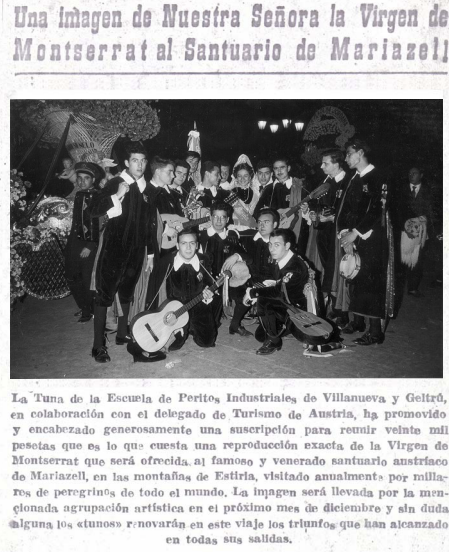 Una imagen de Nuestra Señora la Virgen de
Montserrat al Santuario de Mariazell
La Tuna de la Escuela de Peritos Industriales de Villanueva y Geltrú,
en colaboración con el delegado de Turismo de Austria, ha promovido
y encabezado generosamente una suscripción para reunir veinte mil
pesetas que es lo que cuesta una reproducción exacta de la Virgen de
Montserrat que será ofrecida al famoso y venerado santuario austríaco
de Mariazell, en las montañas de Estiria, visitado anualmente por milla-
res de peregrinos de todo el mundo. La imagen será llevada por la men-
cionada agrupación artística en el próximo mes de diciembre y sin duda
alguna los «tunos» renovarán en este viaje los triunfos que han alcanzado
en todas sus salidas.